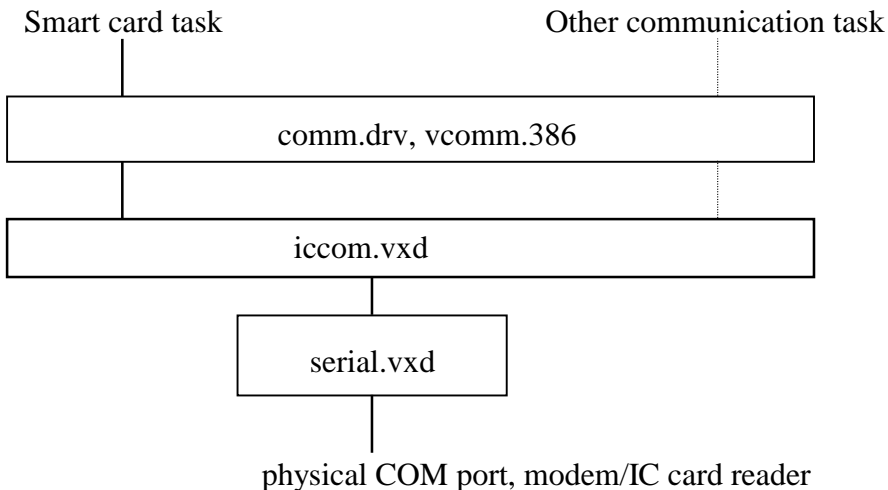 Smart card task
Other communication task
comm.drv, vcomm.386
iccom.vxd
serial.vxd
physical COM port, modem/IC card reader